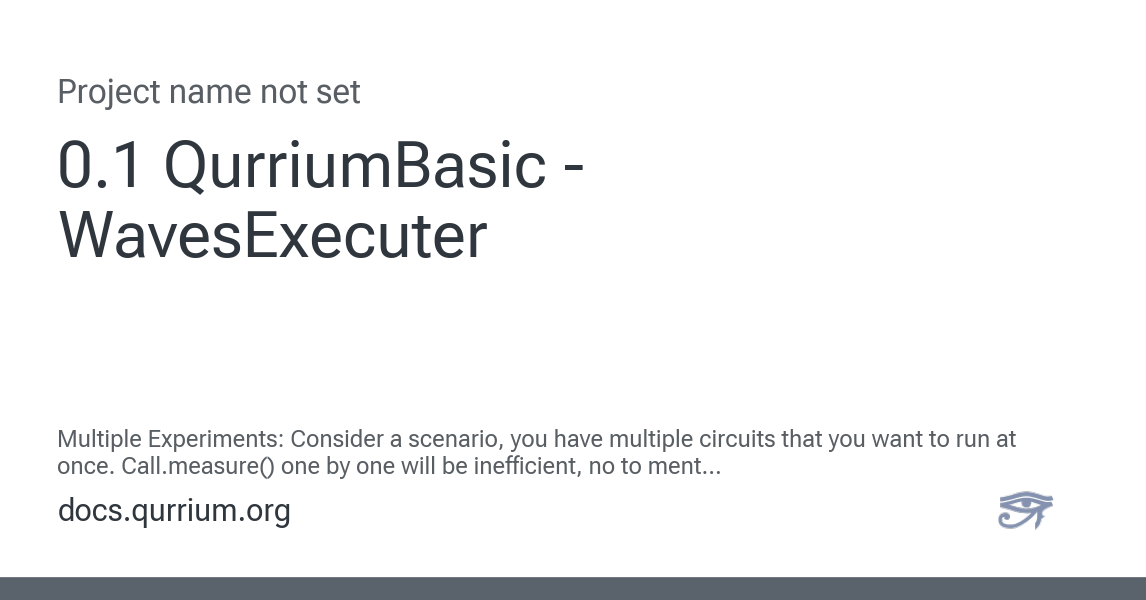 Project name not set
0.1 QurriumBasic -
WavesExecuter
Multiple Experiments: Consider a scenario, you have multiple circuits that you want to run at
once. Call.measure() one by one will be inefficient, no to ment...
docs.qurrium.org